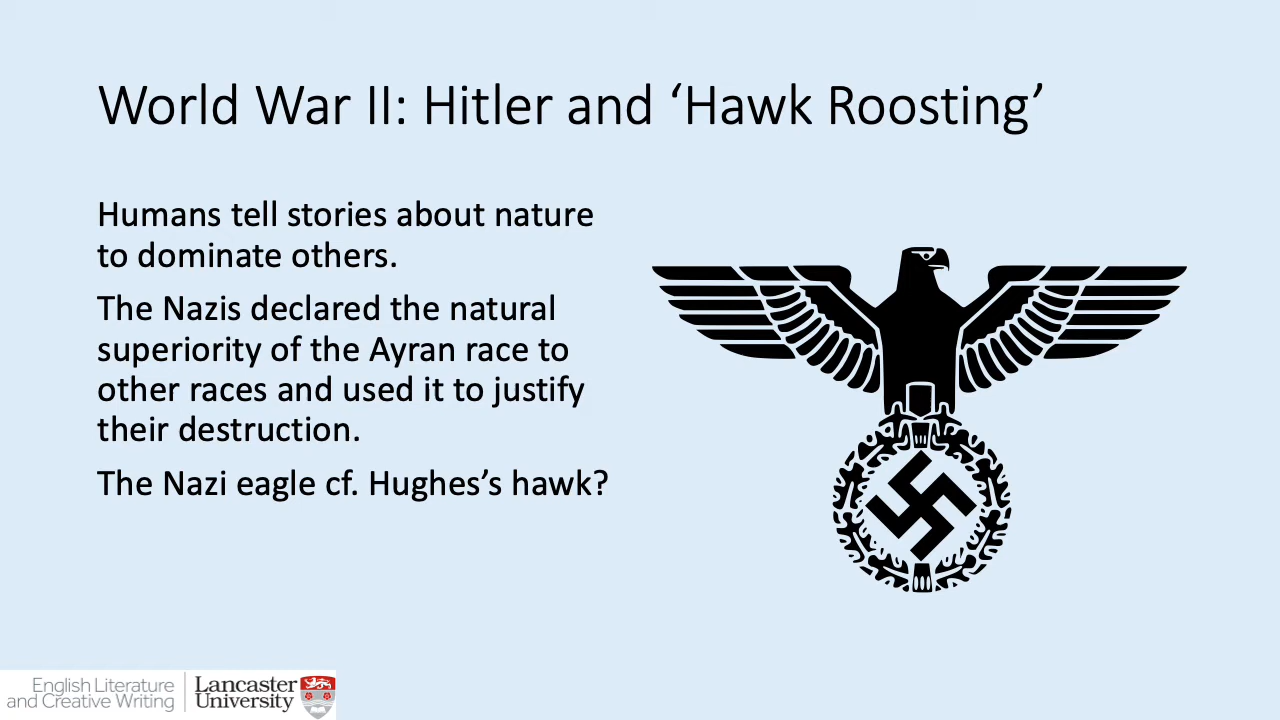 World War II: Hitler and ‘Hawk Roosting’
Humans tell stories about nature
to dominate others.
The Nazis declared the natural
superiority of the Ayran race to
other races and used it to justify
their destruction.
The Nazi eagle cf. Hughes’s hawk?
English Literature
and Creative Writing
Lancaster
University